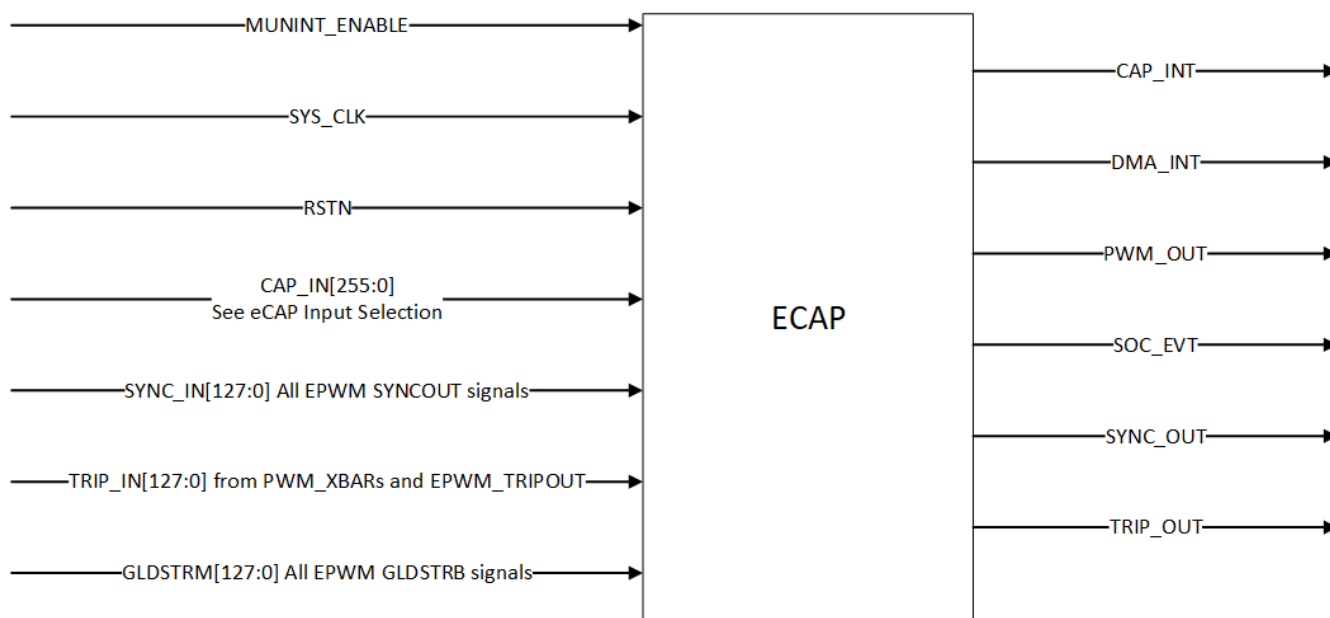 MUNINT_ENABLE
SYS_CLK
RSTN
CAP_IN[255:0]
See eCAP Input Selection
SYNC_IN[127:0] All EPWM SYNCOUT signals
TRIP_IN[127:0] from PWM_XBARs and EPWM_TRIPOUT
GLDSTRM[127:0] All EPWM GLDSTRB signals
ECAP
CAP_INT
DMA_INT
PWM_OUT
SOC_EVT
SYNC_OUT
TRIP_OUT